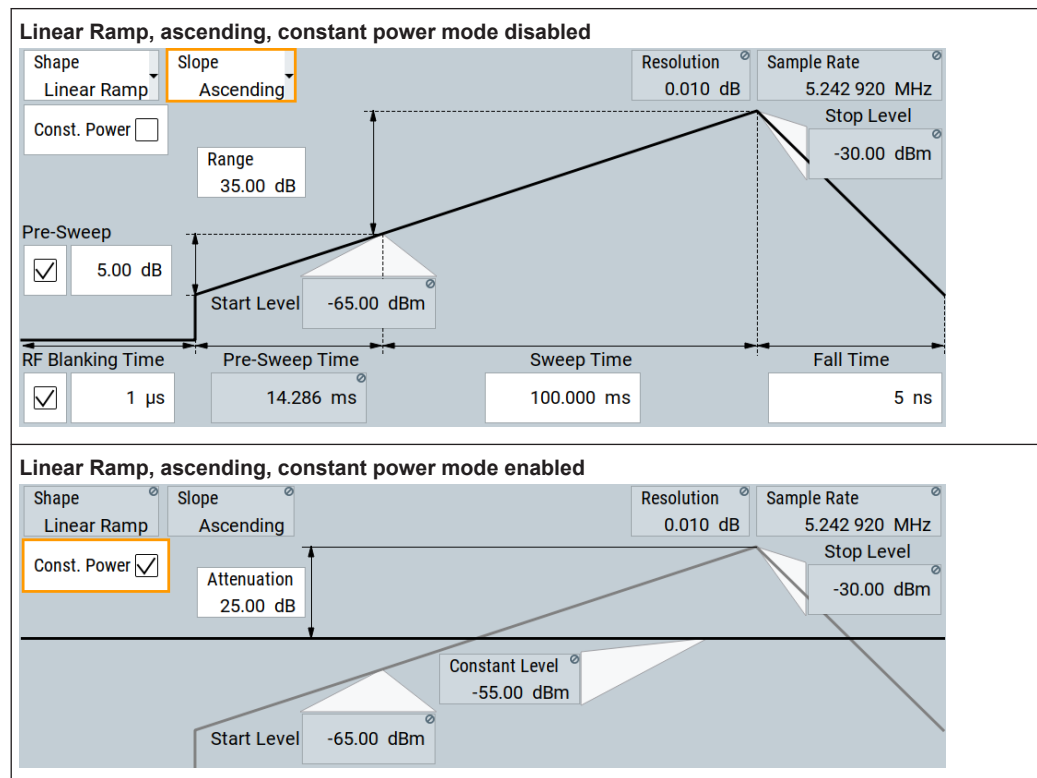 Linear Ramp, ascending, constant power mode disabled
Shape Slope Resolution Sample Rate
Linear Ramp Ascending 0.010 dB 5.242 920 MHz
Const. Power
Stop Level
-30.00 dBm
Range
35.00 dB
Pre-Sweep
5.00 dB
Start Level -65.00 dBm
RF Blanking Time Pre-Sweep Time Sweep Time Fall Time
1 µs 14.286 ms 100.000 ms 5 ns
Linear Ramp, ascending, constant power mode enabled
Shape Slope Resolution Sample Rate
Linear Ramp Ascending 0.010 dB 5.242 920 MHz
Const. Power
Stop Level
-30.00 dBm
Attenuation
25.00 dB
Constant Level
-55.00 dBm
Start Level -65.00 dBm